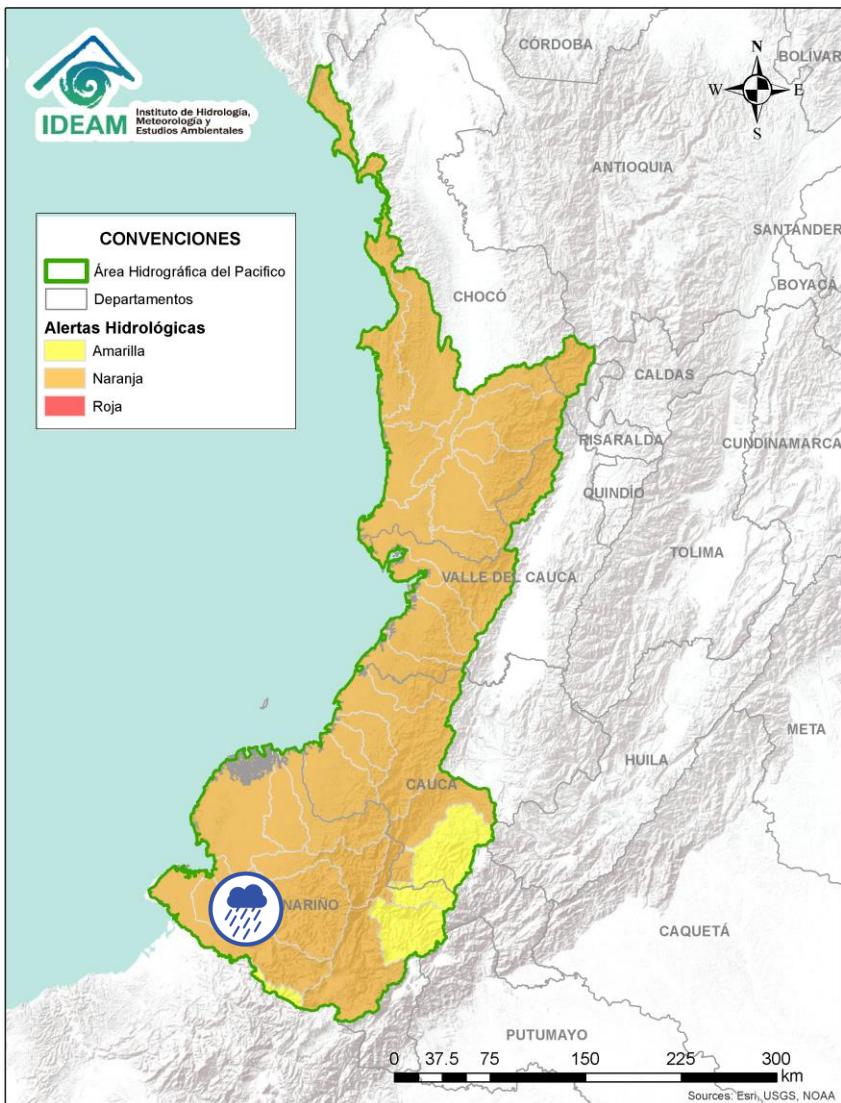 IDEAM
Instituto de Hidrología,
Meteorología y
Estudios Ambientales
CÓRDOBA
BOLÍVAR
N
W
E
S
ANTIOQUIA
SANTANDER
BOYACÁ
CONVENCIONES
Área Hidrográfica del Pacifico
Departamentos
Alertas Hidrológicas
Amarilla
Naranja
Roja
CHOCÓ
CALDAS
RISARALDA
CUNDINAMARCA
QUINDÍO
TOLIMA
VALLE DEL CAUCA
META
HUILA
CAUCA
NARIÑO
CAQUETÁ
PUTUMAYO
0 37.5 75 150 225 300
km
Sources: Esri, USGS, NOAA